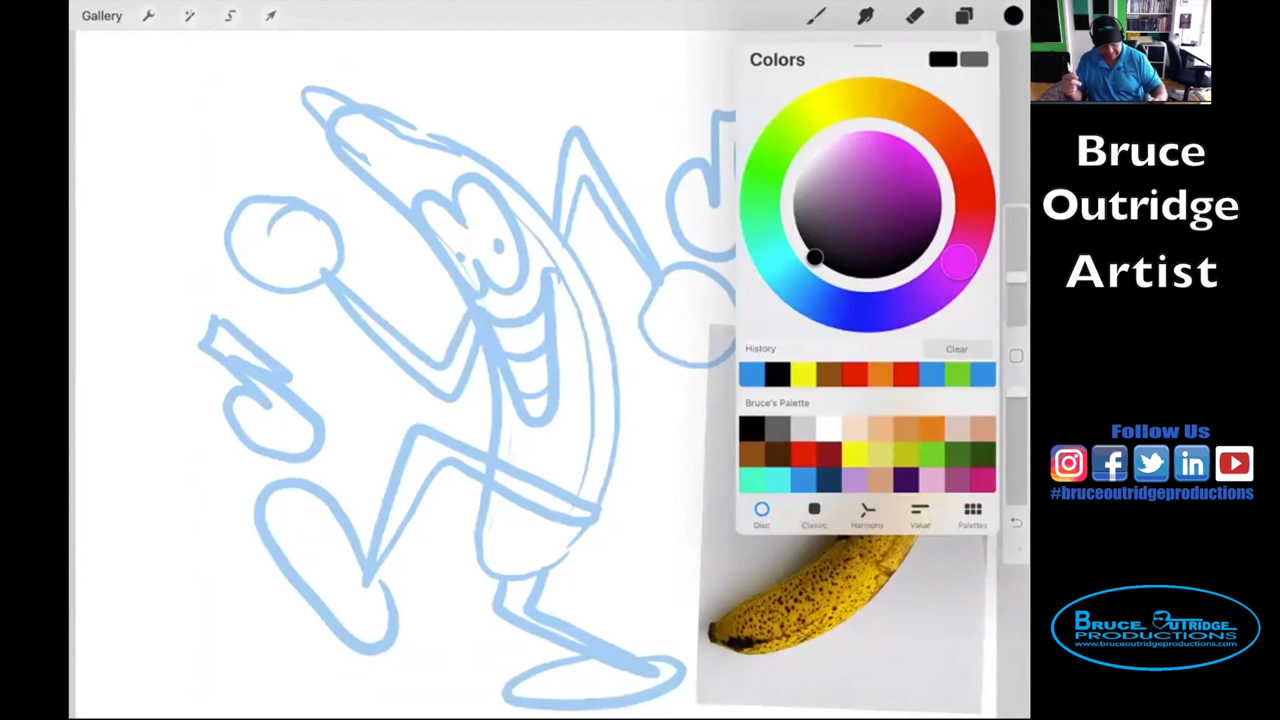 Gallery
Colors
History
Clear
Bruce's Palette
Disc
Classic
Harmony
Value
Palettes
Bruce
Outridge
Artist
Follow Us
#bruceoutridgeproductions
BRUCE OUTRIDGE
PRODUCTIONS
www.bruceoutridgeproductions.com